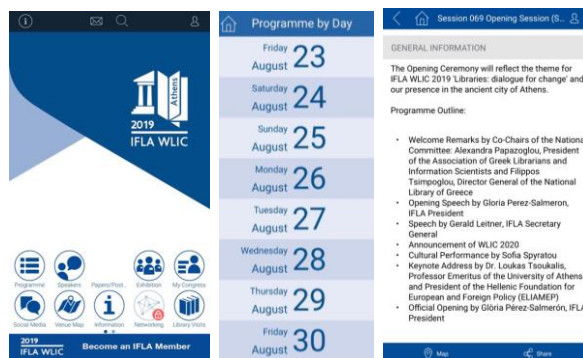 Athens
2019
IFLA WLIC
Programme
Speakers
Papers/Post...
Exhibition
My Congress
Social Media
Venue Map
Information
Networking
Library Visits
2019
IFLA WLIC
Become an IFLA Member
Programme by Day
Friday
August 23
Saturday
August 24
Sunday
August 25
Monday
August 26
Tuesday
August 27
Wednesday
August 28
Thursday
August 29
Friday
August 30
Session 069 Opening Session (S...
GENERAL INFORMATION
The Opening Ceremony will reflect the theme for
IFLA WLIC 2019 'Libraries: dialogue for change' and
our presence in the ancient city of Athens.
Programme Outline:
• Welcome Remarks by Co-Chairs of the Nationa
Committee: Alexandra Papazoglou, President
of the Association of Greek Librarians and
Information Scientists and Filippos
Tsimpoglou, Director General of the National
Library of Greece
• Opening Speech by Glòria Pérez-Salmerón,
IFLA President
• Speech by Gerald Leitner, IFLA Secretary
General
• Announcement of WLIC 2020
• Cultural Performance by Sofia Spyratou
• Keynote Address by Dr. Loukas Tsoukalis,
Professor Emeritus of the University of Athens
and President of the Hellenic Foundation for
European and Foreign Policy (ELIAMEP)
• Official Opening by Glòria Pérez-Salmerón, IFLA
President
Map
Share